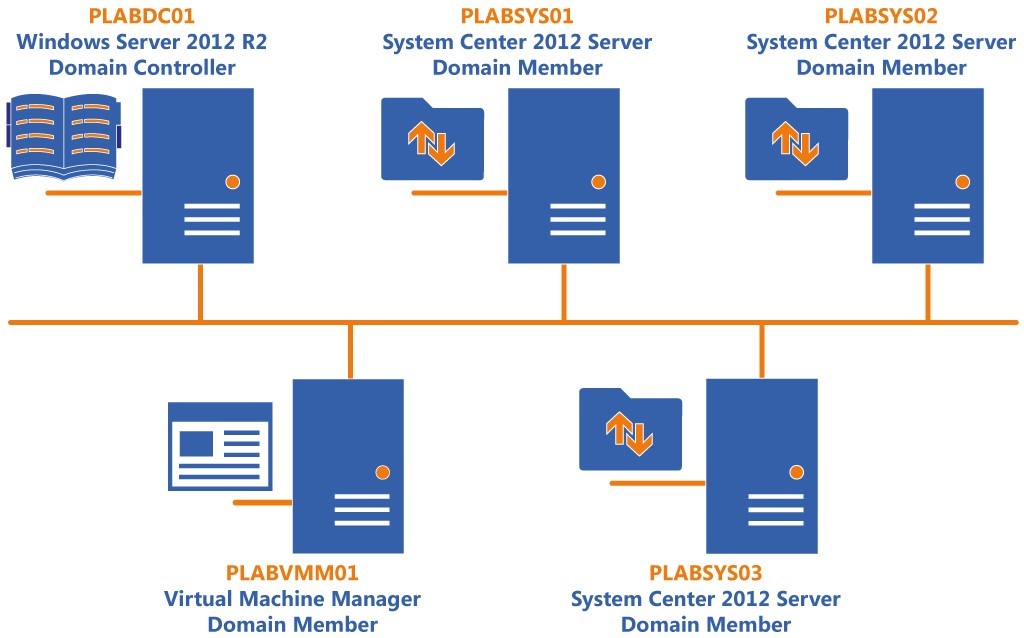 PLABDC01
Windows Server 2012 R2
Domain Controller
PLABSYS01
System Center 2012 Server
Domain Member
PLABSYS02
System Center 2012 Server
Domain Member
PLABVMM01
Virtual Machine Manager
Domain Member
PLABSYS03
System Center 2012 Server
Domain Member